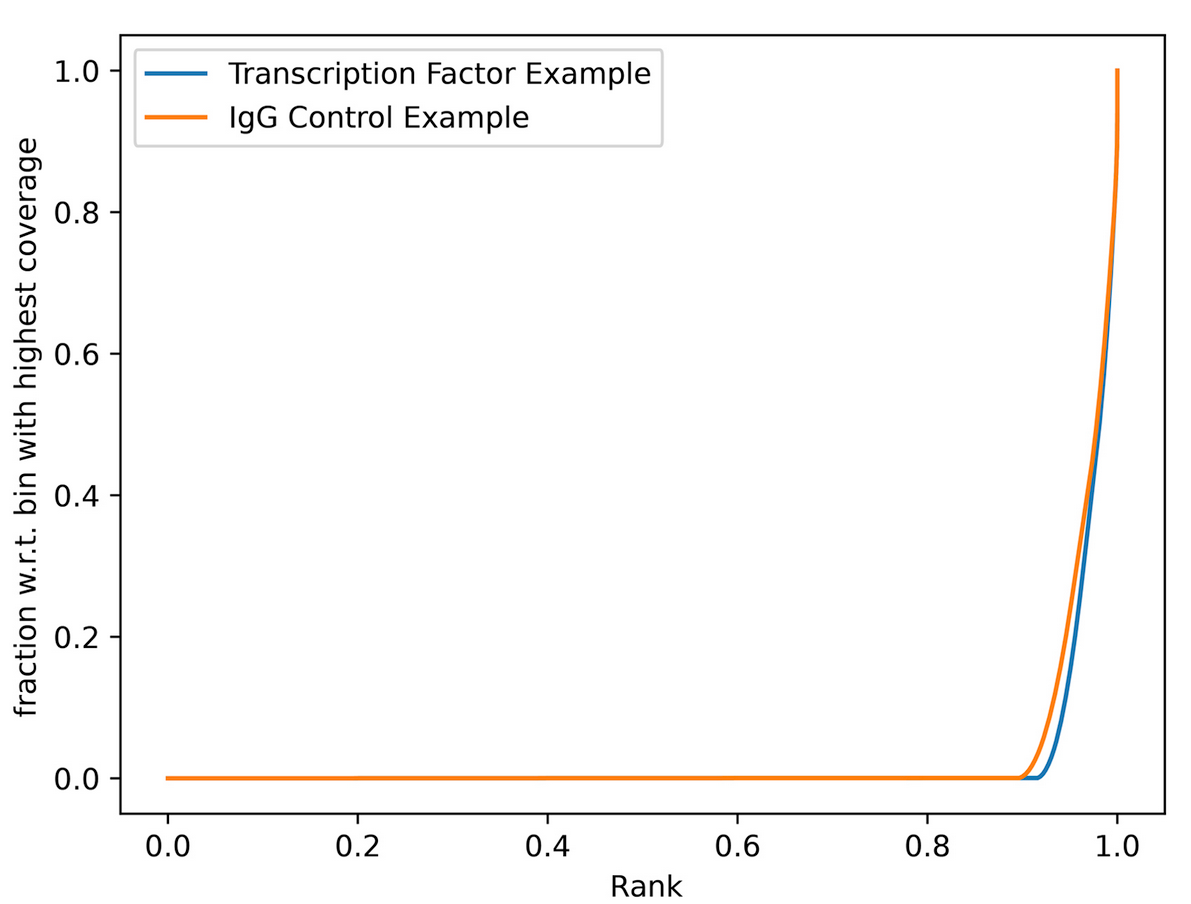 Transcription Factor Example
IgG Control Example
fraction w.r.t. bin with highest coverage
1.0
0.8
0.6
0.4
0.2
0.0
0.0 0.2 0.4 0.6 0.8 1.0
Rank